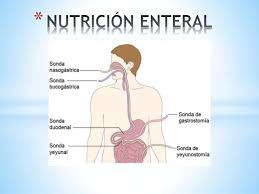 * NUTRICIÓN ENTERAL
Sonda
nasogástrica
Sonda
bucogástrica
Sonda
duodenal
Sonda
yeyunal
Sonda de
gastrostomía
Sonda
de yeyunostomía